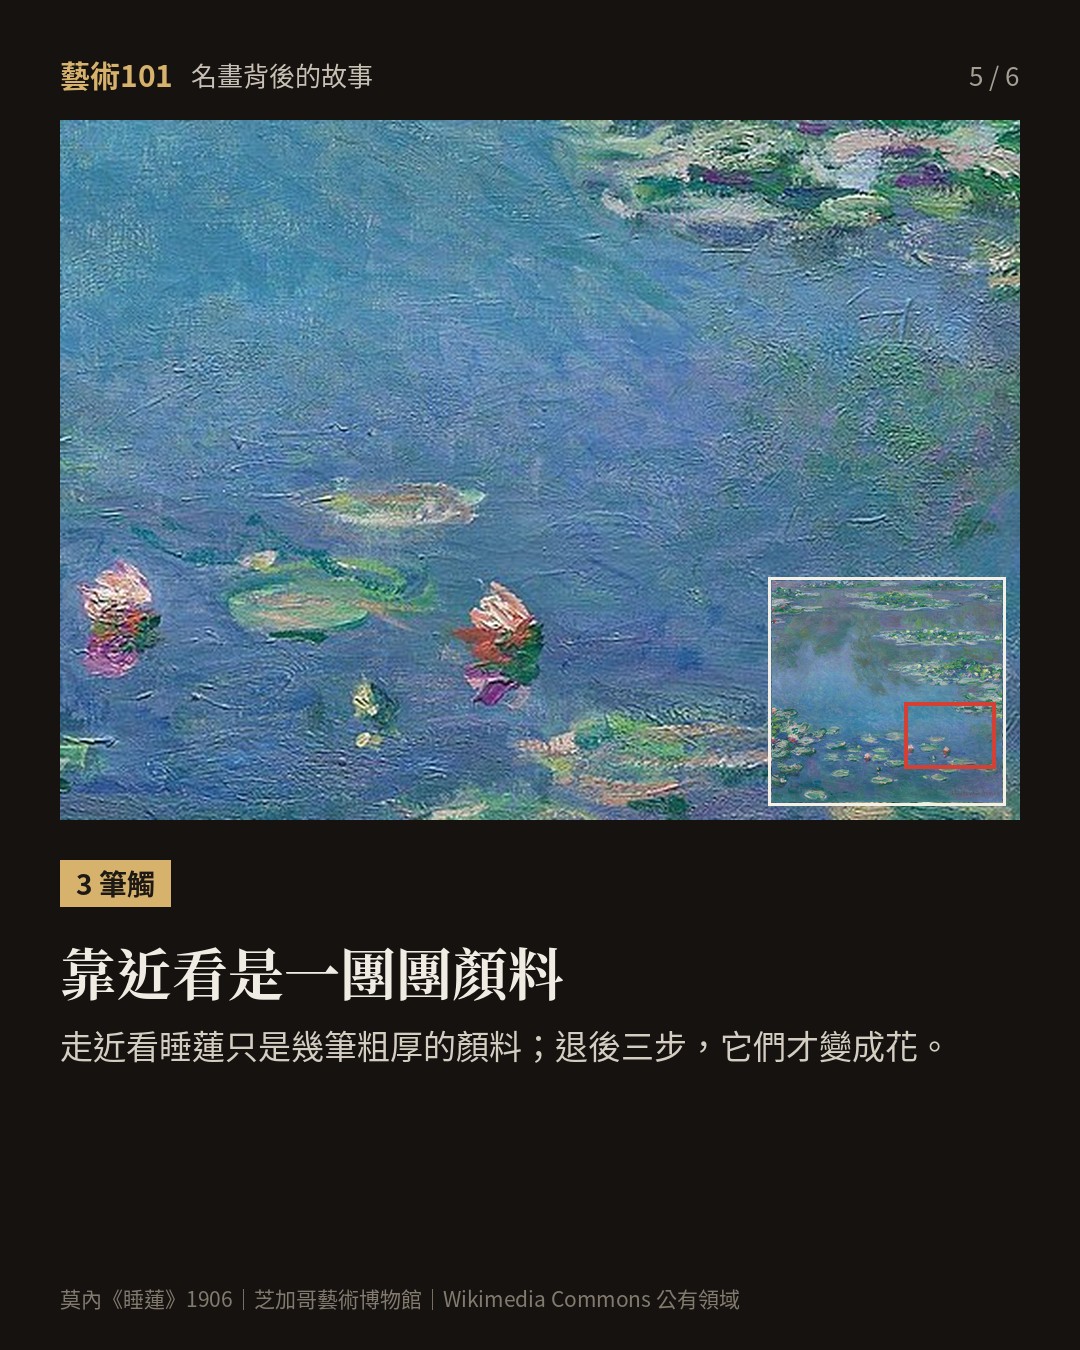 藝術101 名畫背後的故事
5 / 6
3 筆觸
靠近看是一團團顏料
走近看睡蓮只是幾筆粗厚的顏料；退後三步，它們才變成花。
莫內《睡蓮》1906｜芝加哥藝術博物館｜Wikimedia Commons 公有領域